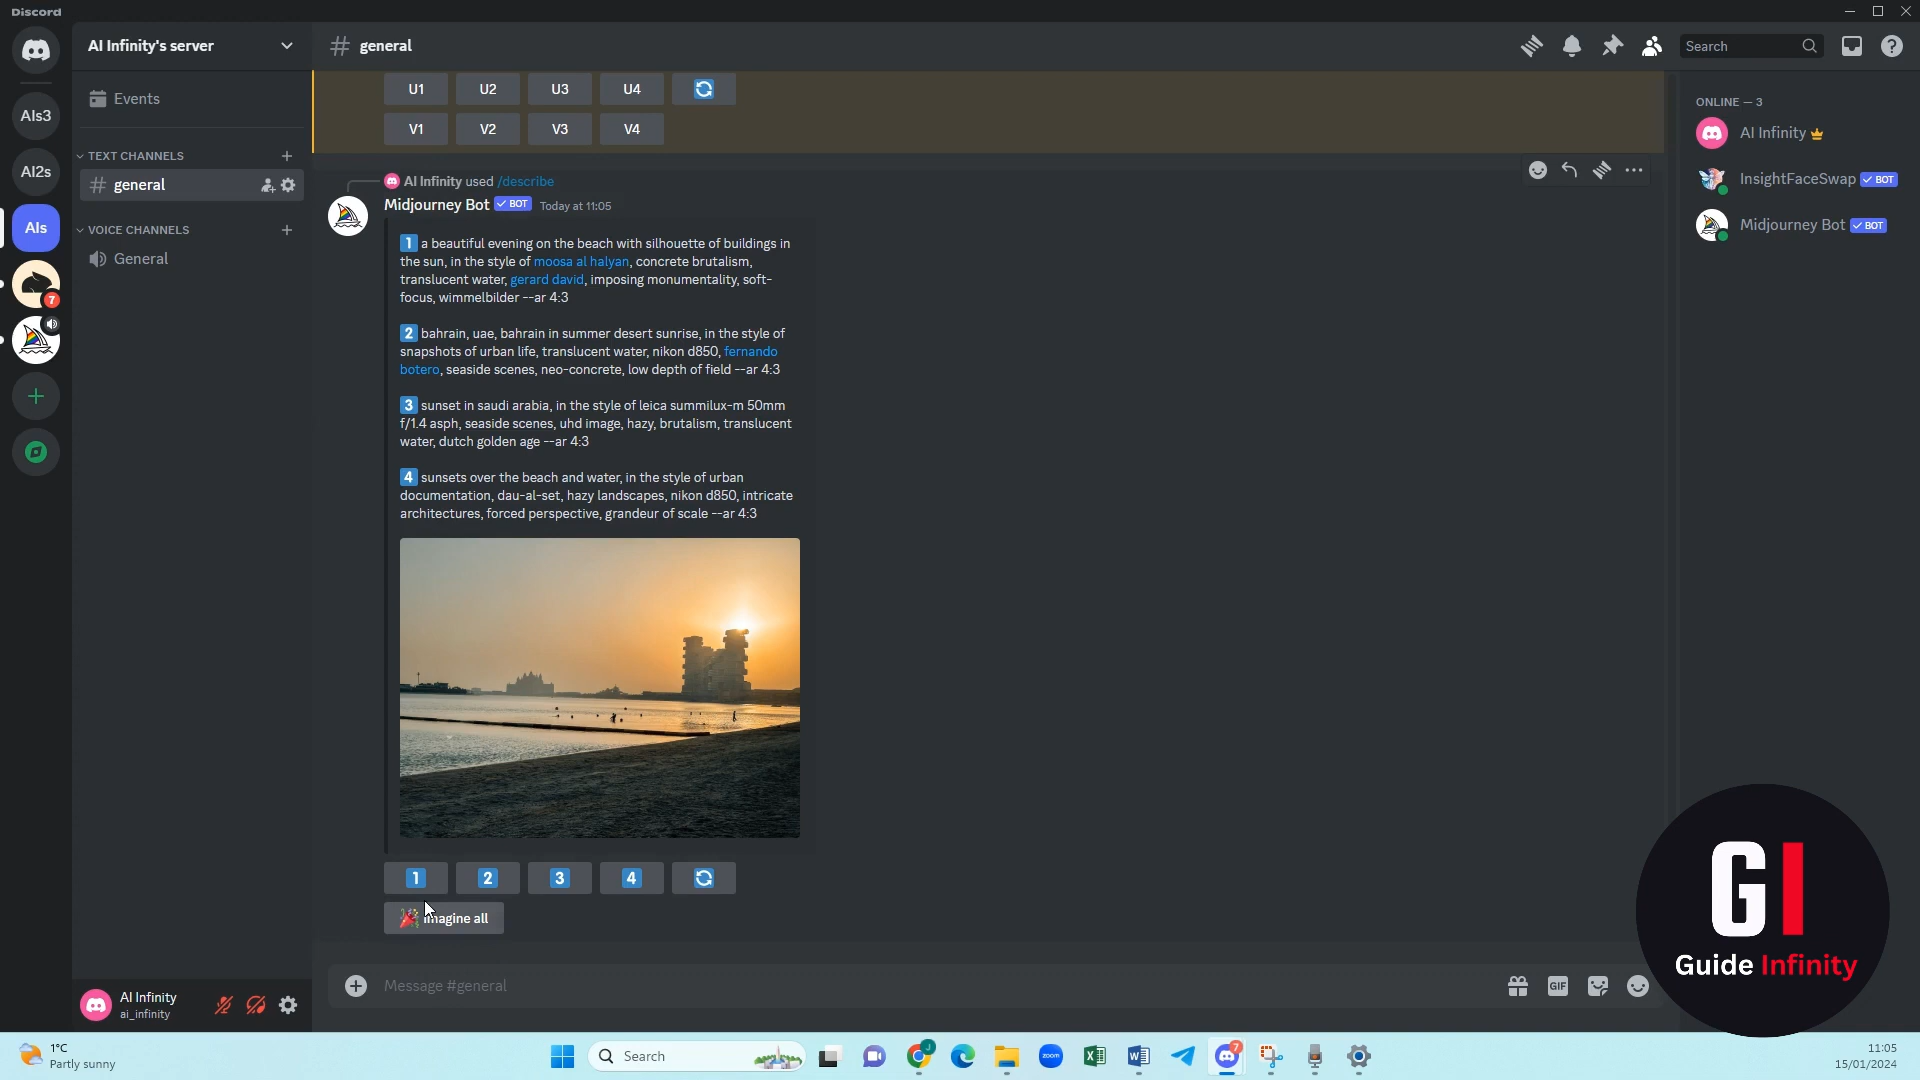 Discord
AI Infinity's server
general
Search
Events
TEXT CHANNELS
general
VOICE CHANNELS
General
AIs3
AI2s
AIs
7
U1 U2 U3 U4
V1 V2 V3 V4
AI Infinity used /describe
Midjourney Bot BOT Today at 11:05
1 a beautiful evening on the beach with silhouette of buildings in
the sun, in the style of moosa al halyan, concrete brutalism,
translucent water, gerard david, imposing monumentality, soft-
focus, wimmelbilder --ar 4:3
2 bahrain, uae, bahrain in summer desert sunrise, in the style of
snapshots of urban life, translucent water, nikon d850, fernando
botero, seaside scenes, neo-concrete, low depth of field --ar 4:3
3 sunset in saudi arabia, in the style of leica summilux-m 50mm
f/1.4 asph, seaside scenes, uhd image, hazy, brutalism, translucent
water, dutch golden age --ar 4:3
4 sunsets over the beach and water, in the style of urban
documentation, dau-al-set, hazy landscapes, nikon d850, intricate
architectures, forced perspective, grandeur of scale --ar 4:3
1 2 3 4
Imagine all
Message #general
GIF
ONLINE — 3
AI Infinity
InsightFaceSwap BOT
Midjourney Bot BOT
AI Infinity
ai_infinity
GI
Guide Infinity
1°C
Partly sunny
Search
J
zoom
7
11:05
15/01/2024